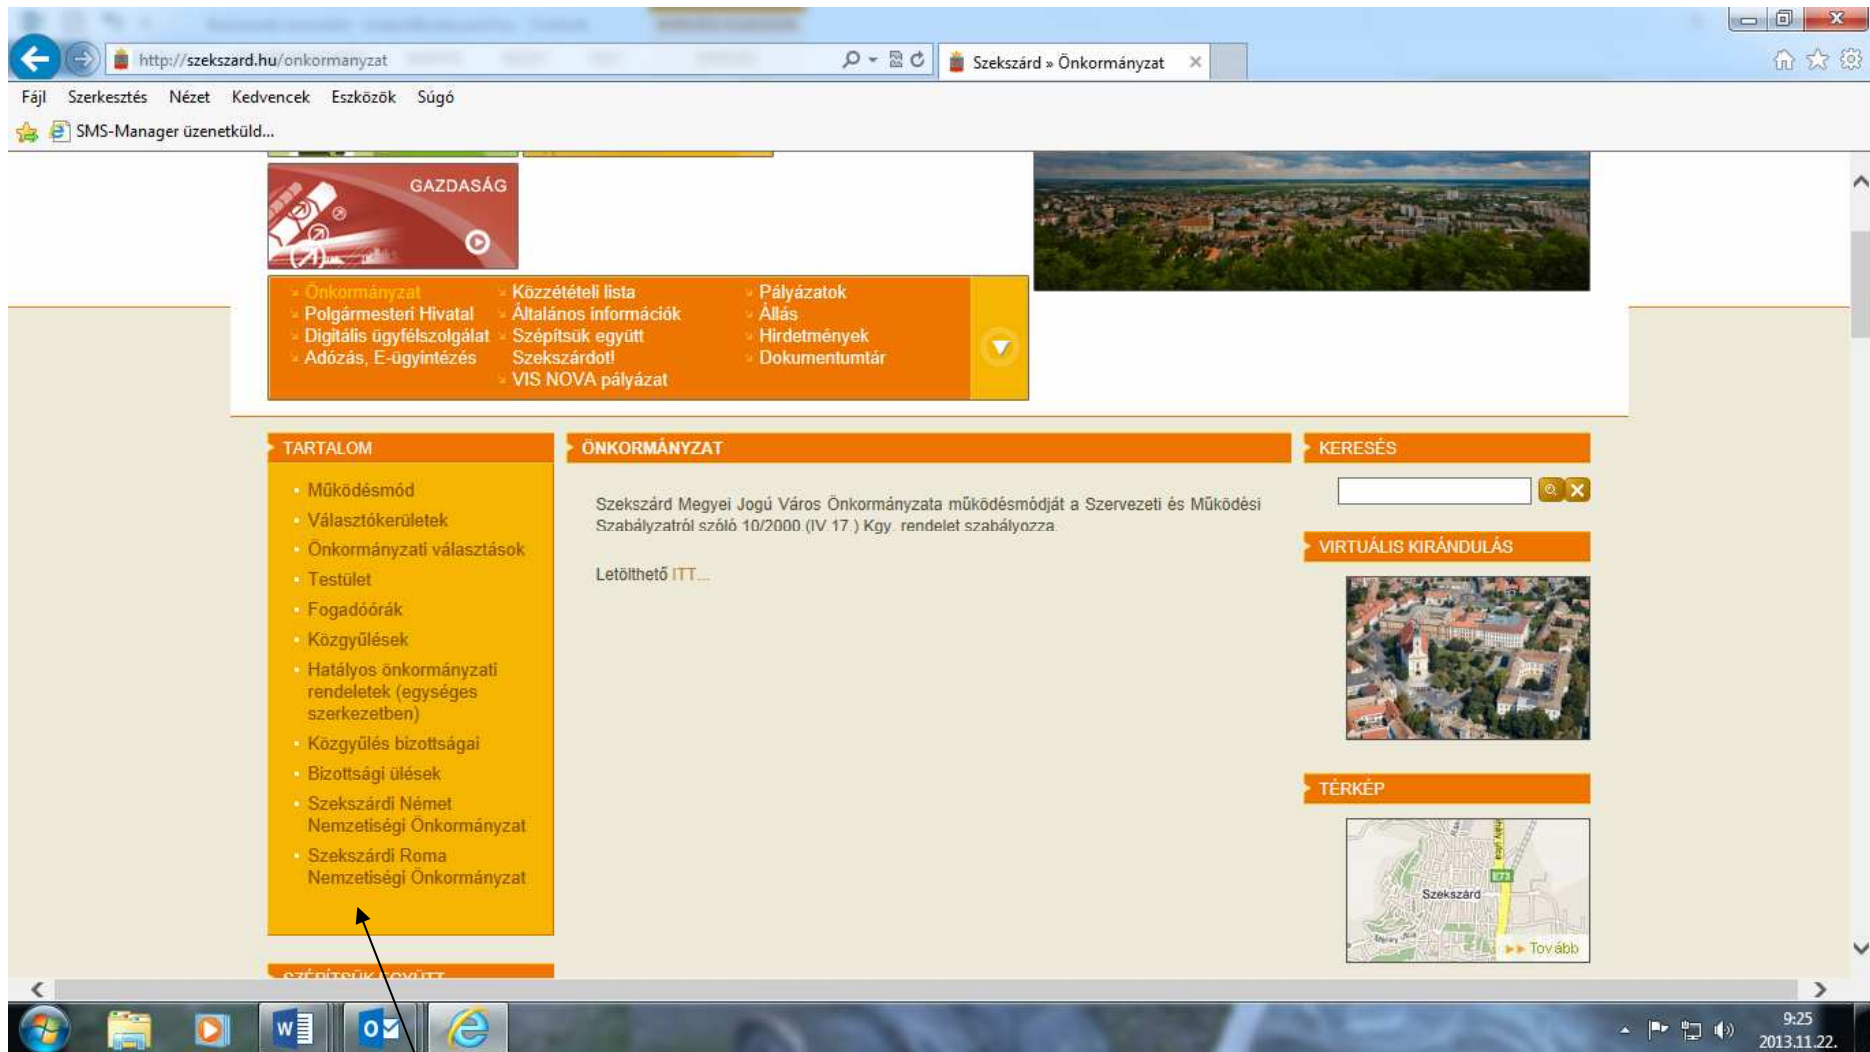 http://szekszard.hu/onkormanyzat
Szekszárd » Önkormányzat
Fájl Szerkesztés Nézet Kedvencek Eszközök Súgó
SMS-Manager üzenetküld...
GAZDASÁG
Önkormányzat
Polgármesteri Hivatal
Digitális ügyfélszolgálat
Adózás, E-ügyintézés
Közzétételi lista
Általános információk
Szépítsük együtt
Szekszárdot!
VIS NOVA pályázat
Pályázatok
Állás
Hirdetmények
Dokumentumtár
TARTALOM
Működésmód
Választókerületek
Önkormányzati választások
Testület
Fogadóórák
Közgyűlések
Hatályos önkormányzati
rendeletek (egységes
szerkezetben)
Közgyűlés bizottságai
Bizottsági ülések
Szekszárdi Német
Nemzetiségi Önkormányzat
Szekszárdi Roma
Nemzetiségi Önkormányzat
SZÉPÍTSÜK EGYÜTT
ÖNKORMÁNYZAT
Szekszárd Megyei Jogú Város Önkormányzata működésmódját a Szervezeti és Működési
Szabályzatról szóló 10/2000 (IV 17.) Kgy. rendelet szabályozza.
Letölthető ITT...
KERESÉS
VIRTUÁLIS KIRÁNDULÁS
TÉRKÉP
E73
Szekszárd
Tovább
9:25
2013.11.22.